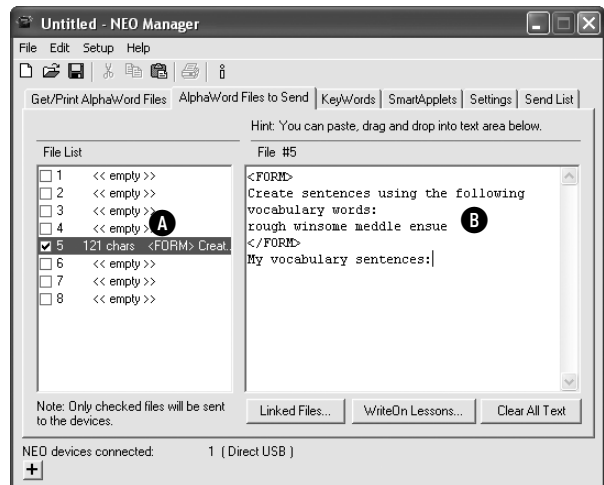 Untitled - NEO Manager
File Edit Setup Help
Get/Print AlphaWord Files AlphaWord Files to Send KeyWords SmartApplets Settings Send List
Hint: You can paste, drag and drop into text area below.
File List
File #5
1 << empty >>
2 << empty >>
3 << empty >>
4 << empty >>
5 121 chars <FORM> Creat..
6 << empty >>
7 << empty >>
8 << empty >>
A
<FORM>
Create sentences using the following
vocabulary words:
rough winsome meddle ensue
</FORM>
My vocabulary sentences:
B
Note: Only checked files will be sent
to the devices.
Linked Files... WriteOn Lessons... Clear All Text
NEO devices connected: 1 ( Direct USB )
+